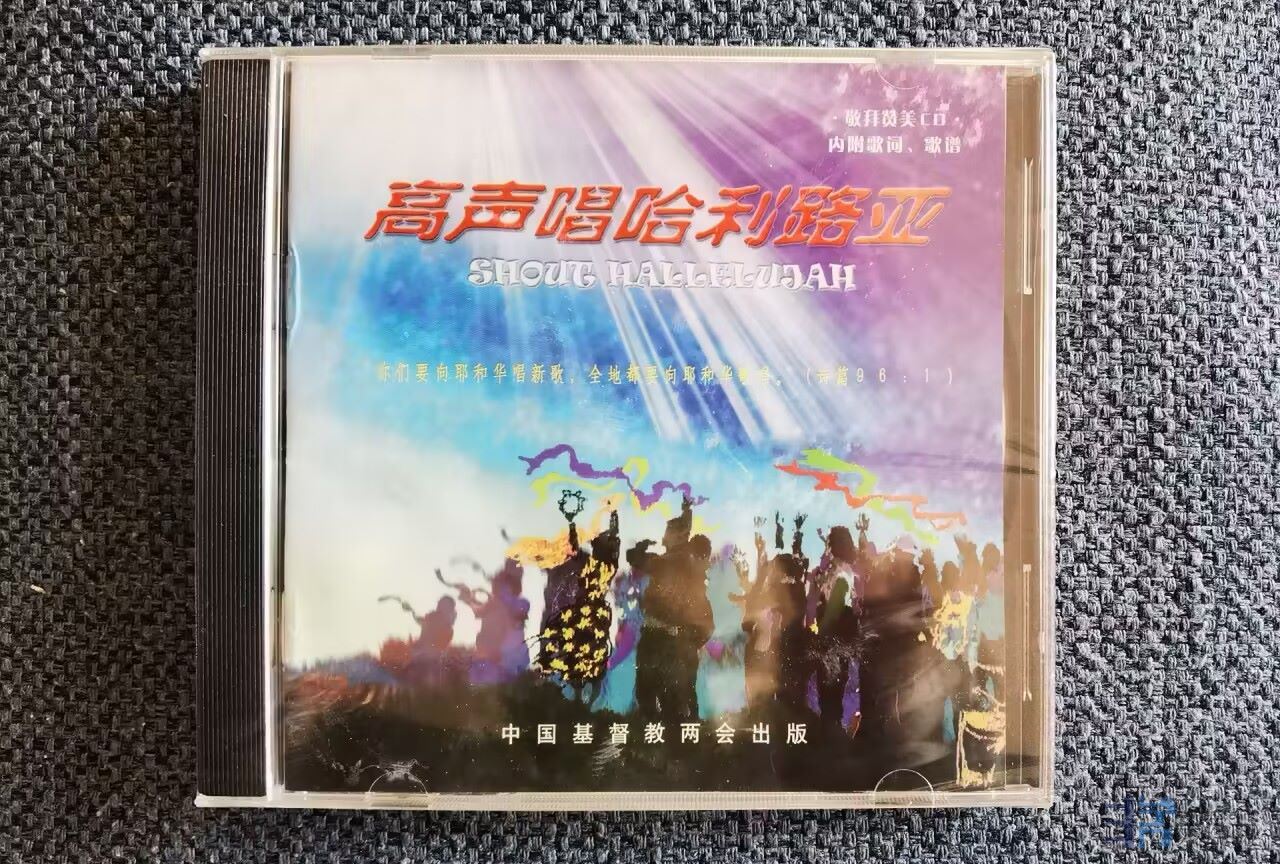 ·敬拜赞美CD·
内附歌词、歌谱
高声唱哈利路亚
SHOUT HALLELUJAH
你们要向耶和华唱新歌，全地都要向耶和华 。（诗篇96：1）
中国基督教两会出版